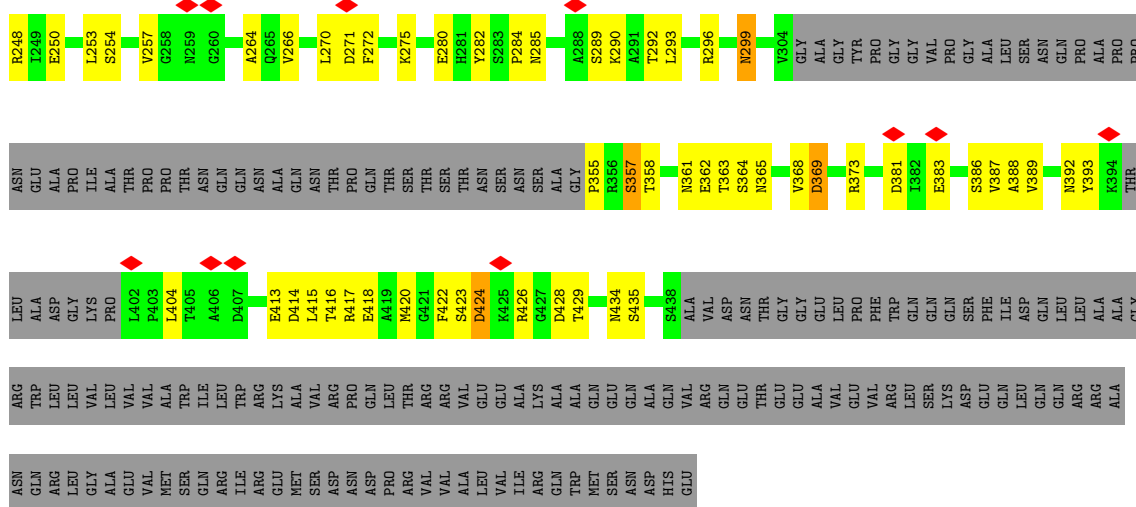 R248 I249 E250 L253 S254 V257 G258 N259 G260 A264 Q265 V266 L270 D271 F272 K275 E280 H281 Y282 S283 P284 N285 A288 S289 K290 A291 T292 L293 R296 N299 V304 GLY ALA GLY TYR PRO GLY GLY VAL PRO GLY ALA LEU SER ASN GLN PRO ALA PRO PRO
ASN GLU ALA PRO ILE ALA THR PRO PRO THR ASN GLN GLN ASN ALA GLN ASN THR PRO GLN THR SER THR SER THR ASN SER ASN SER ALA GLY P355 R356 S357 T358 N361 E362 T363 S364 N365 V368 D369 R373 D381 I382 E383 S386 V387 A388 V389 N392 Y393 K394 THR
LEU ALA ASP GLY LYS PRO L402 P403 L404 T405 A406 D407 E413 D414 L415 T416 R417 E418 A419 M420 G421 F422 S423 D424 K425 R426 G427 D428 T429 N434 S435 S438 ALA VAL ASP ASN THR GLY GLY GLU LEU PRO PHE TRP GLN GLN GLN SER PHE ILE ASP GLN LEU LEU ALA ALA GLY
ARG TRP LEU LEU VAL LEU VAL VAL ALA TRP ILE LEU TRP ARG LYS ALA VAL ARG PRO GLN LEU THR ARG ARG VAL GLU GLU ALA LYS ALA ALA GLN GLU GLN ALA GLN VAL ARG GLN GLU THR GLU GLU ALA VAL GLU VAL ARG LEU SER LYS ASP GLU GLN LEU GLN GLN ARG ARG ALA
ASN GLN ARG LEU GLY ALA GLU VAL MET SER GLN ARG ILE ARG GLU MET SER ASP ASN ASP PRO ARG VAL VAL ALA LEU VAL ILE ARG GLN TRP MET SER ASN ASP HIS GLU